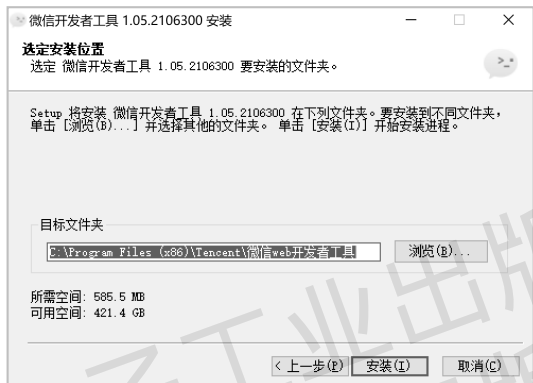 微信开发者工具 1.05.2106300 安装
选定安装位置
选定 微信开发者工具 1.05.2106300 要安装的文件夹。
>_
Setup 将安装 微信开发者工具 1.05.2106300 在下列文件夹。要安装到不同文件夹，
单击 [浏览(B)...] 并选择其他的文件夹。 单击 [安装(I)] 开始安装进程。
目标文件夹
C:\Program Files (x86)\Tencent\微信web开发者工具
浏览(B)...
所需空间: 585.5 MB
可用空间: 421.4 GB
< 上一步(P)
安装(I)
取消(C)
子工业出版